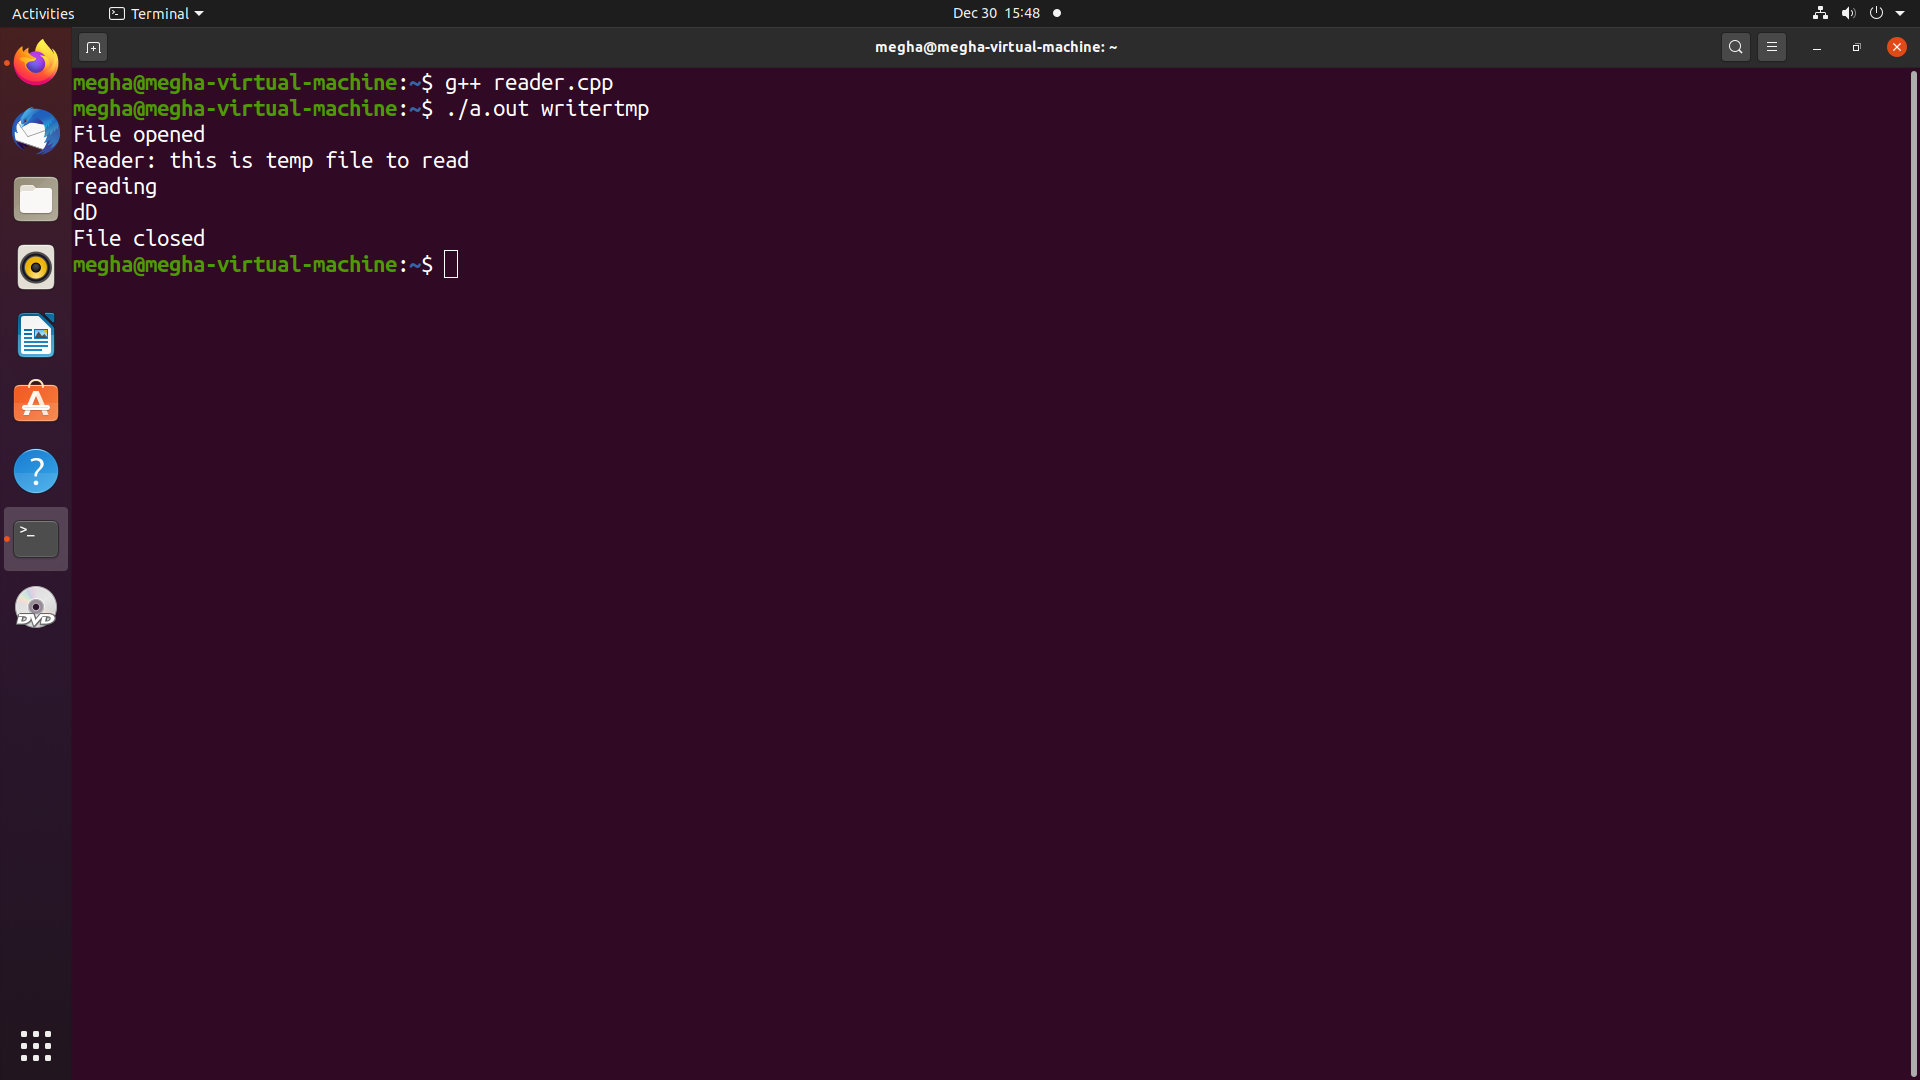 Activities Terminal Dec 30 15:48
megha@megha-virtual-machine: ~
megha@megha-virtual-machine:~$ g++ reader.cpp
megha@megha-virtual-machine:~$ ./a.out writertmp
File opened
Reader: this is temp file to read
reading
dD
File closed
megha@megha-virtual-machine:~$
A
?
>_
DVD